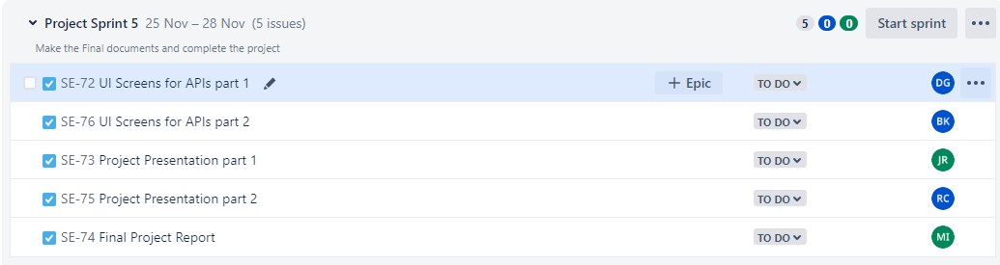 Project Sprint 5 25 Nov – 28 Nov (5 issues) 5 0 0 Start sprint
Make the Final documents and complete the project
SE-72 UI Screens for APIs part 1 + Epic TO DO DG
SE-76 UI Screens for APIs part 2 TO DO BK
SE-73 Project Presentation part 1 TO DO JR
SE-75 Project Presentation part 2 TO DO RC
SE-74 Final Project Report TO DO MI